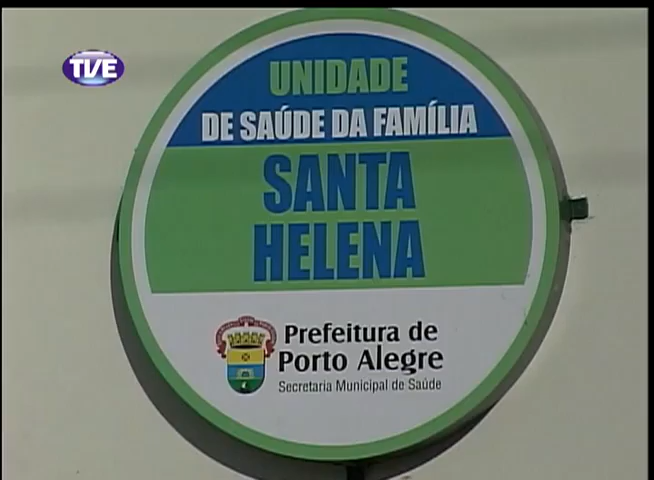 TVE
UNIDADE
DE SAÚDE DA FAMÍLIA
SANTA
HELENA
Prefeitura de
Porto Alegre
Secretaria Municipal de Saúde